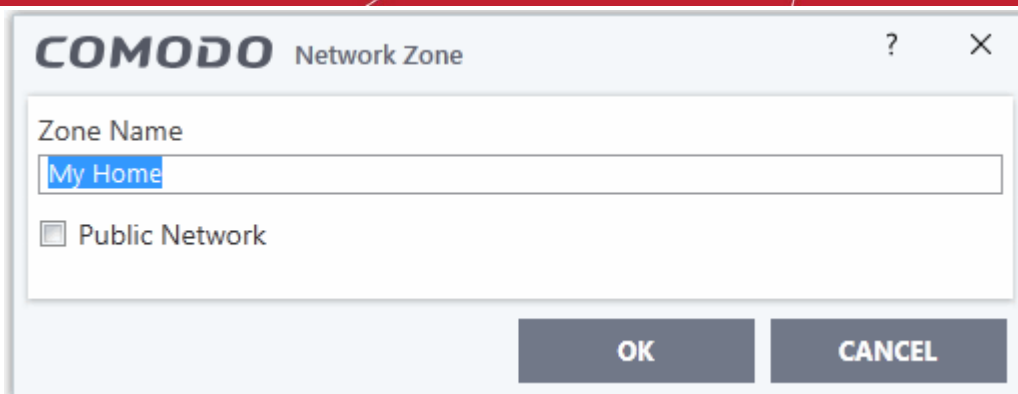 COMODO Network Zone ? X
Zone Name
My Home
Public Network
OK CANCEL